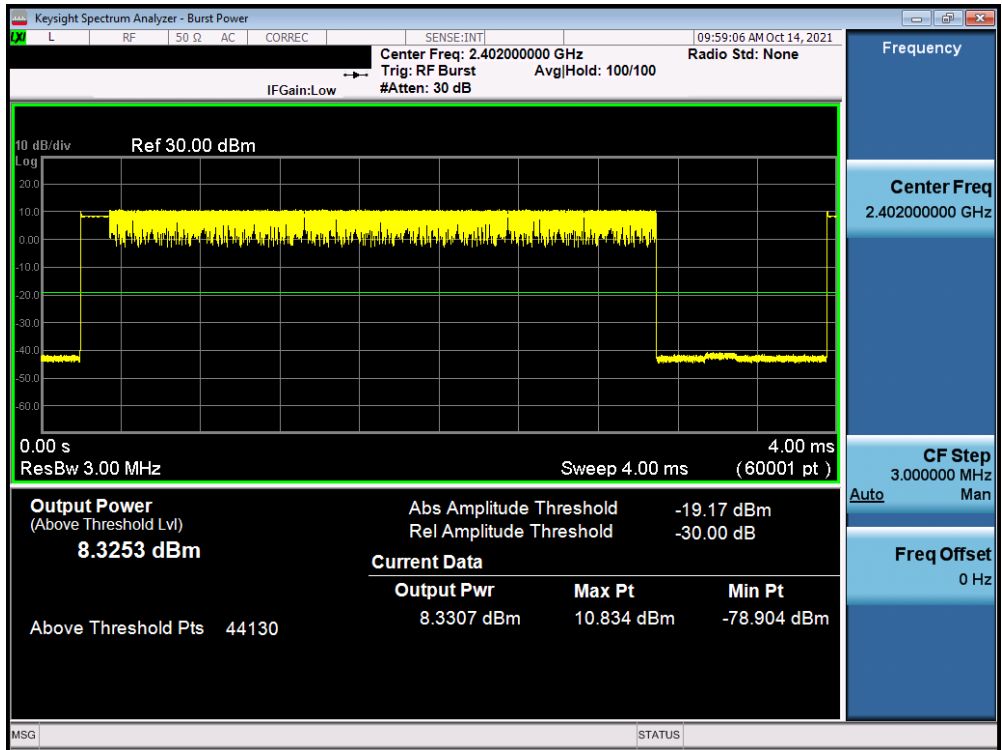 Keysight Spectrum Analyzer - Burst Power
LXI L RF 50 Ω AC CORREC SENSE:INT 09:59:06 AM Oct 14, 2021
Center Freq: 2.402000000 GHz Radio Std: None
Trig: RF Burst Avg|Hold: 100/100
IFGain:Low #Atten: 30 dB
10 dB/div Ref 30.00 dBm
Log
20.0
10.0
0.00
-10.0
-20.0
-30.0
-40.0
-50.0
-60.0
0.00 s 4.00 ms
ResBw 3.00 MHz Sweep 4.00 ms (60001 pt)
Output Power
(Above Threshold Lvl)
8.3253 dBm
Above Threshold Pts 44130
Abs Amplitude Threshold -19.17 dBm
Rel Amplitude Threshold -30.00 dB
Current Data
Output Pwr Max Pt Min Pt
8.3307 dBm 10.834 dBm -78.904 dBm
Frequency
Center Freq
2.402000000 GHz
CF Step
3.000000 MHz
Auto Man
Freq Offset
0 Hz
MSG STATUS